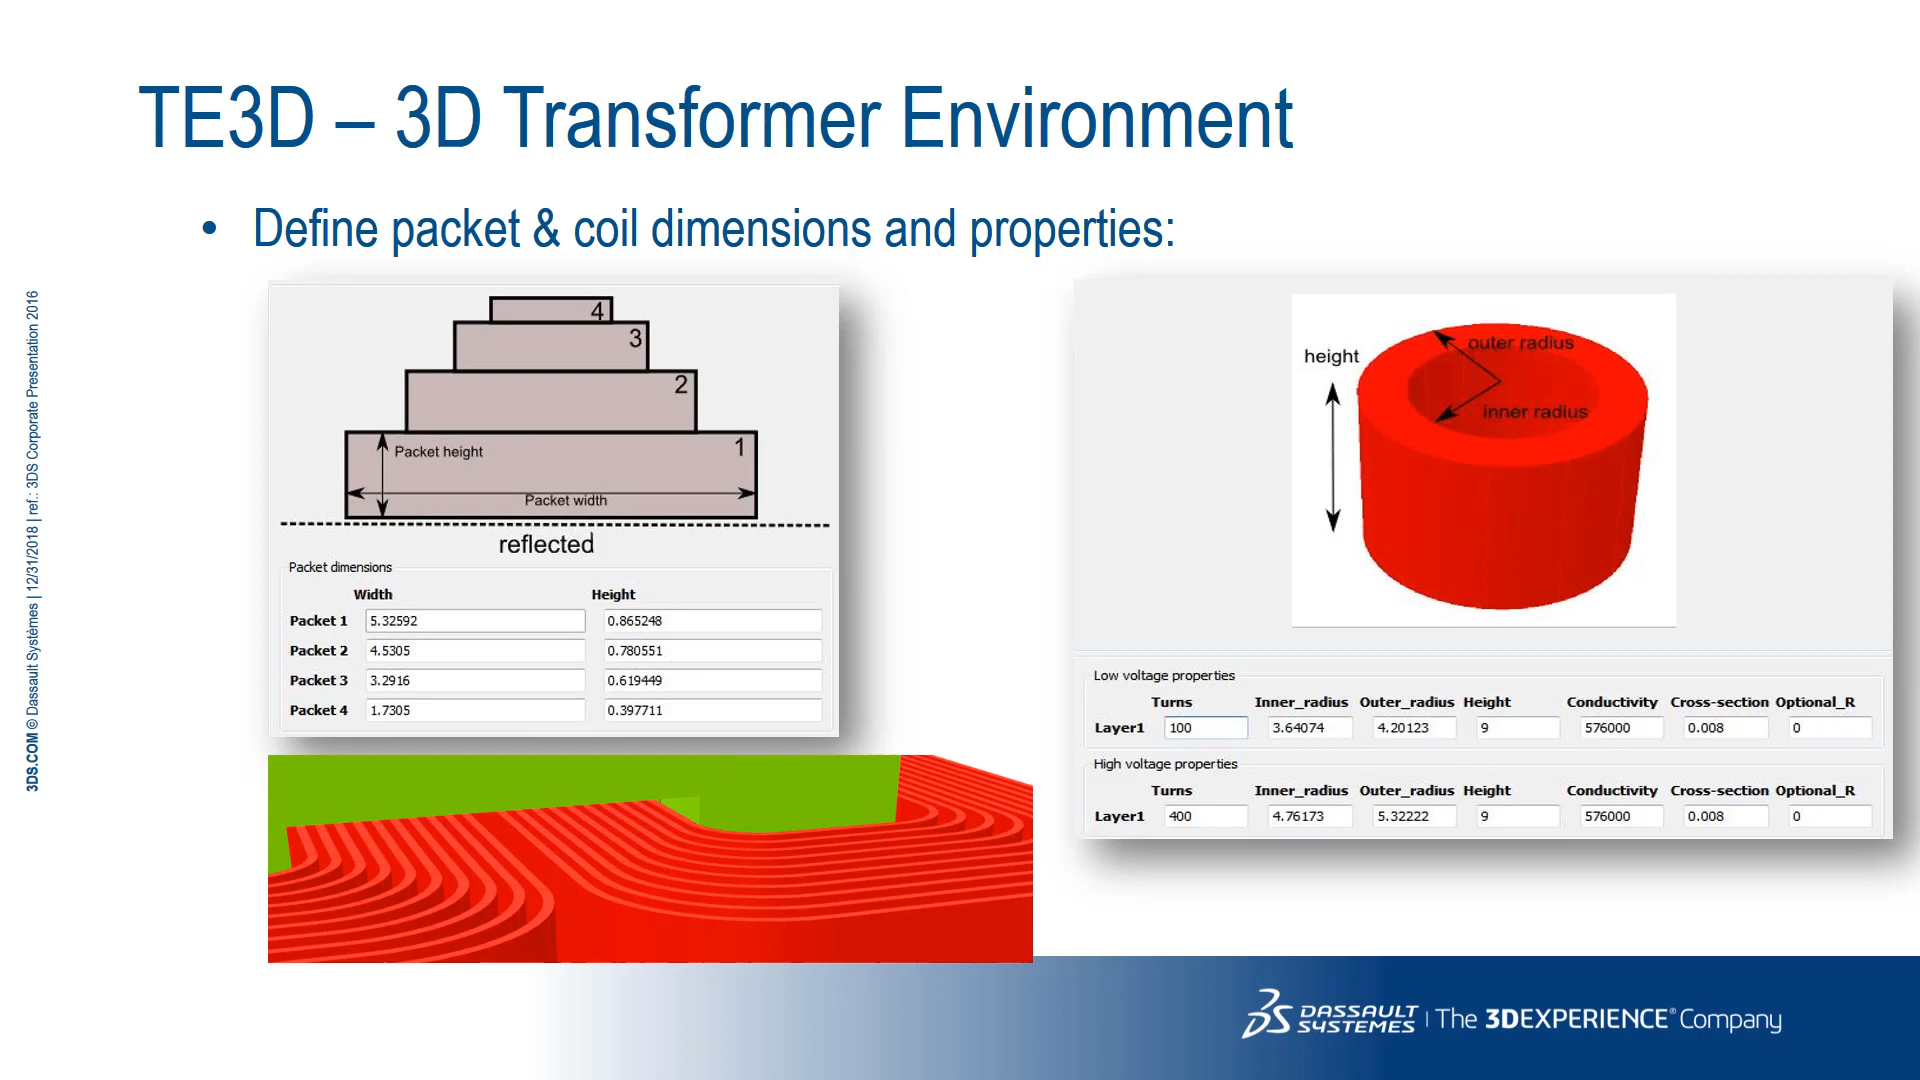 TE3D – 3D Transformer Environment
• Define packet & coil dimensions and properties:
3DS.COM © Dassault Systèmes | 12/31/2018 | ref.: 3DS Corporate Presentation 2016
4
3
2
1
Packet height
Packet width
reflected
Packet dimensions
Width Height
Packet 1 5.32592 0.865248
Packet 2 4.5305 0.780551
Packet 3 3.2916 0.619449
Packet 4 1.7305 0.397711
height
outer radius
inner radius
Low voltage properties
Turns Inner_radius Outer_radius Height Conductivity Cross-section Optional_R
Layer1 100 3.64074 4.20123 9 576000 0.008 0
High voltage properties
Turns Inner_radius Outer_radius Height Conductivity Cross-section Optional_R
Layer1 400 4.76173 5.32222 9 576000 0.008 0
DASSAULT SYSTEMES | The 3DEXPERIENCE® Company